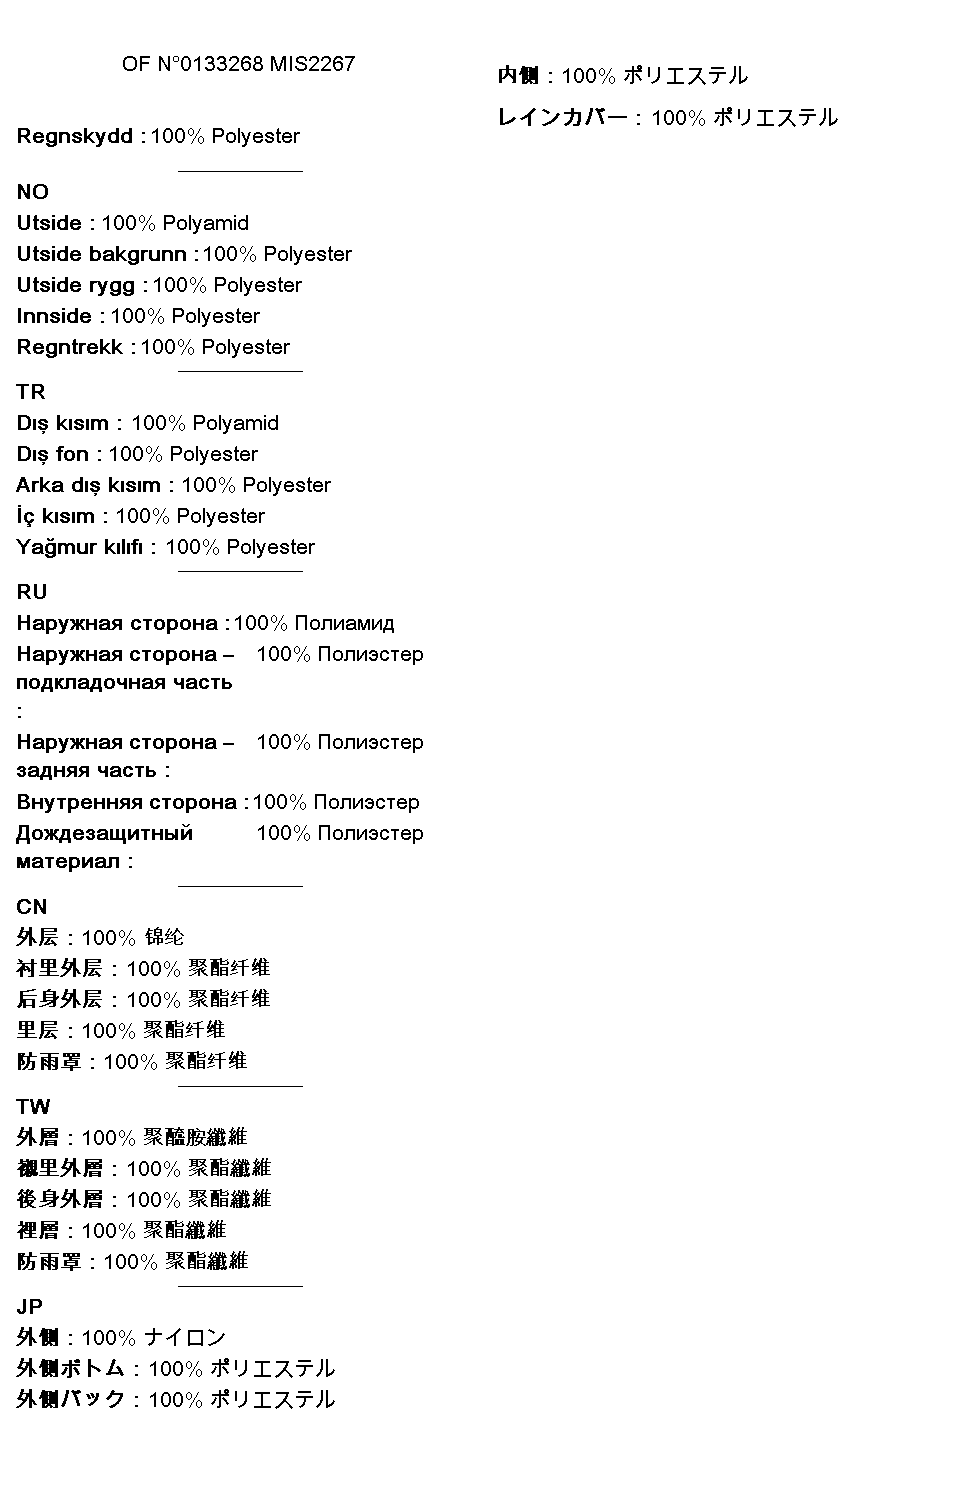 OF N°0133268 MIS2267
Regnskydd : 100% Polyester
NO
Utside : 100% Polyamid
Utside bakgrunn : 100% Polyester
Utside rygg : 100% Polyester
Innside : 100% Polyester
Regntrekk : 100% Polyester
TR
Dış kısım : 100% Polyamid
Dış fon : 100% Polyester
Arka dış kısım : 100% Polyester
İç kısım : 100% Polyester
Yağmur kılıfı : 100% Polyester
RU
Наружная сторона : 100% Полиамид
Наружная сторона – 100% Полиэстер
подкладочная часть
:
Наружная сторона – 100% Полиэстер
задняя часть :
Внутренняя сторона : 100% Полиэстер
Дождезащитный 100% Полиэстер
материал :
CN
外层 : 100% 锦纶
衬里外层 : 100% 聚酯纤维
后身外层 : 100% 聚酯纤维
里层 : 100% 聚酯纤维
防雨罩 : 100% 聚酯纤维
TW
外層 : 100% 聚醯胺纖維
襯里外層 : 100% 聚酯纖維
後身外層 : 100% 聚酯纖維
裡層 : 100% 聚酯纖維
防雨罩 : 100% 聚酯纖維
JP
外側 : 100% ナイロン
外側ボトム : 100% ポリエステル
外側バック : 100% ポリエステル
内側 : 100% ポリエステル
レインカバー : 100% ポリエステル